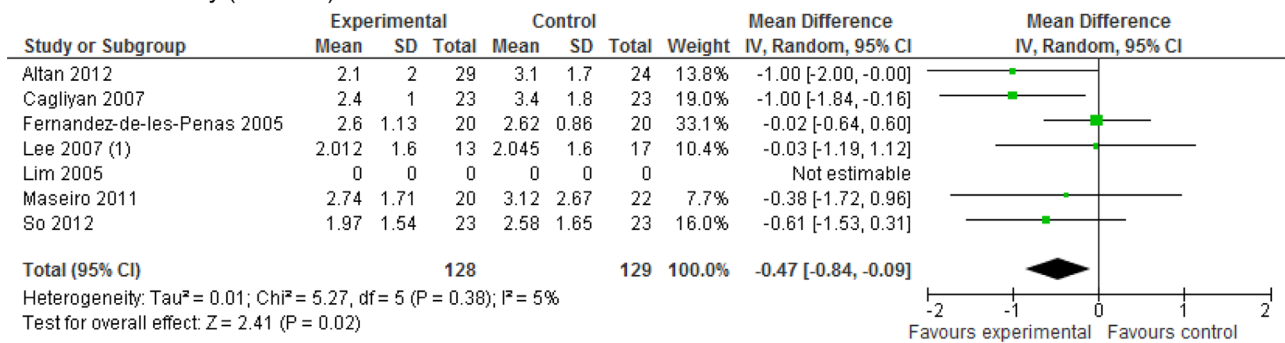 Experimental Control Mean Difference Mean Difference
Study or Subgroup Mean SD Total Mean SD Total Weight IV, Random, 95% CI IV, Random, 95% CI
Altan 2012 2.1 2 29 3.1 1.7 24 13.8% -1.00 [-2.00, -0.00]
Cagliyan 2007 2.4 1 23 3.4 1.8 23 19.0% -1.00 [-1.84, -0.16]
Fernandez-de-les-Penas 2005 2.6 1.13 20 2.62 0.86 20 33.1% -0.02 [-0.64, 0.60]
Lee 2007 (1) 2.012 1.6 13 2.045 1.6 17 10.4% -0.03 [-1.19, 1.12]
Lim 2005 0 0 0 0 0 0 Not estimable
Maseiro 2011 2.74 1.71 20 3.12 2.67 22 7.7% -0.38 [-1.72, 0.96]
So 2012 1.97 1.54 23 2.58 1.65 23 16.0% -0.61 [-1.53, 0.31]
Total (95% CI) 128 129 100.0% -0.47 [-0.84, -0.09]
Heterogeneity: Tau² = 0.01; Chi² = 5.27, df = 5 (P = 0.38); I² = 5%
Test for overall effect: Z = 2.41 (P = 0.02)
-2 -1 0 1 2
Favours experimental Favours control